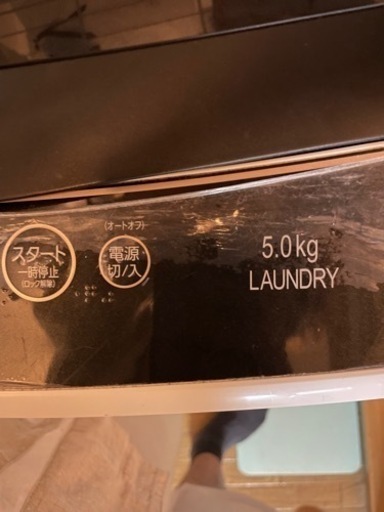 スタート
一時停止
(ロック解除)
(オートオフ)
電源
切/入
5.0kg
LAUNDRY